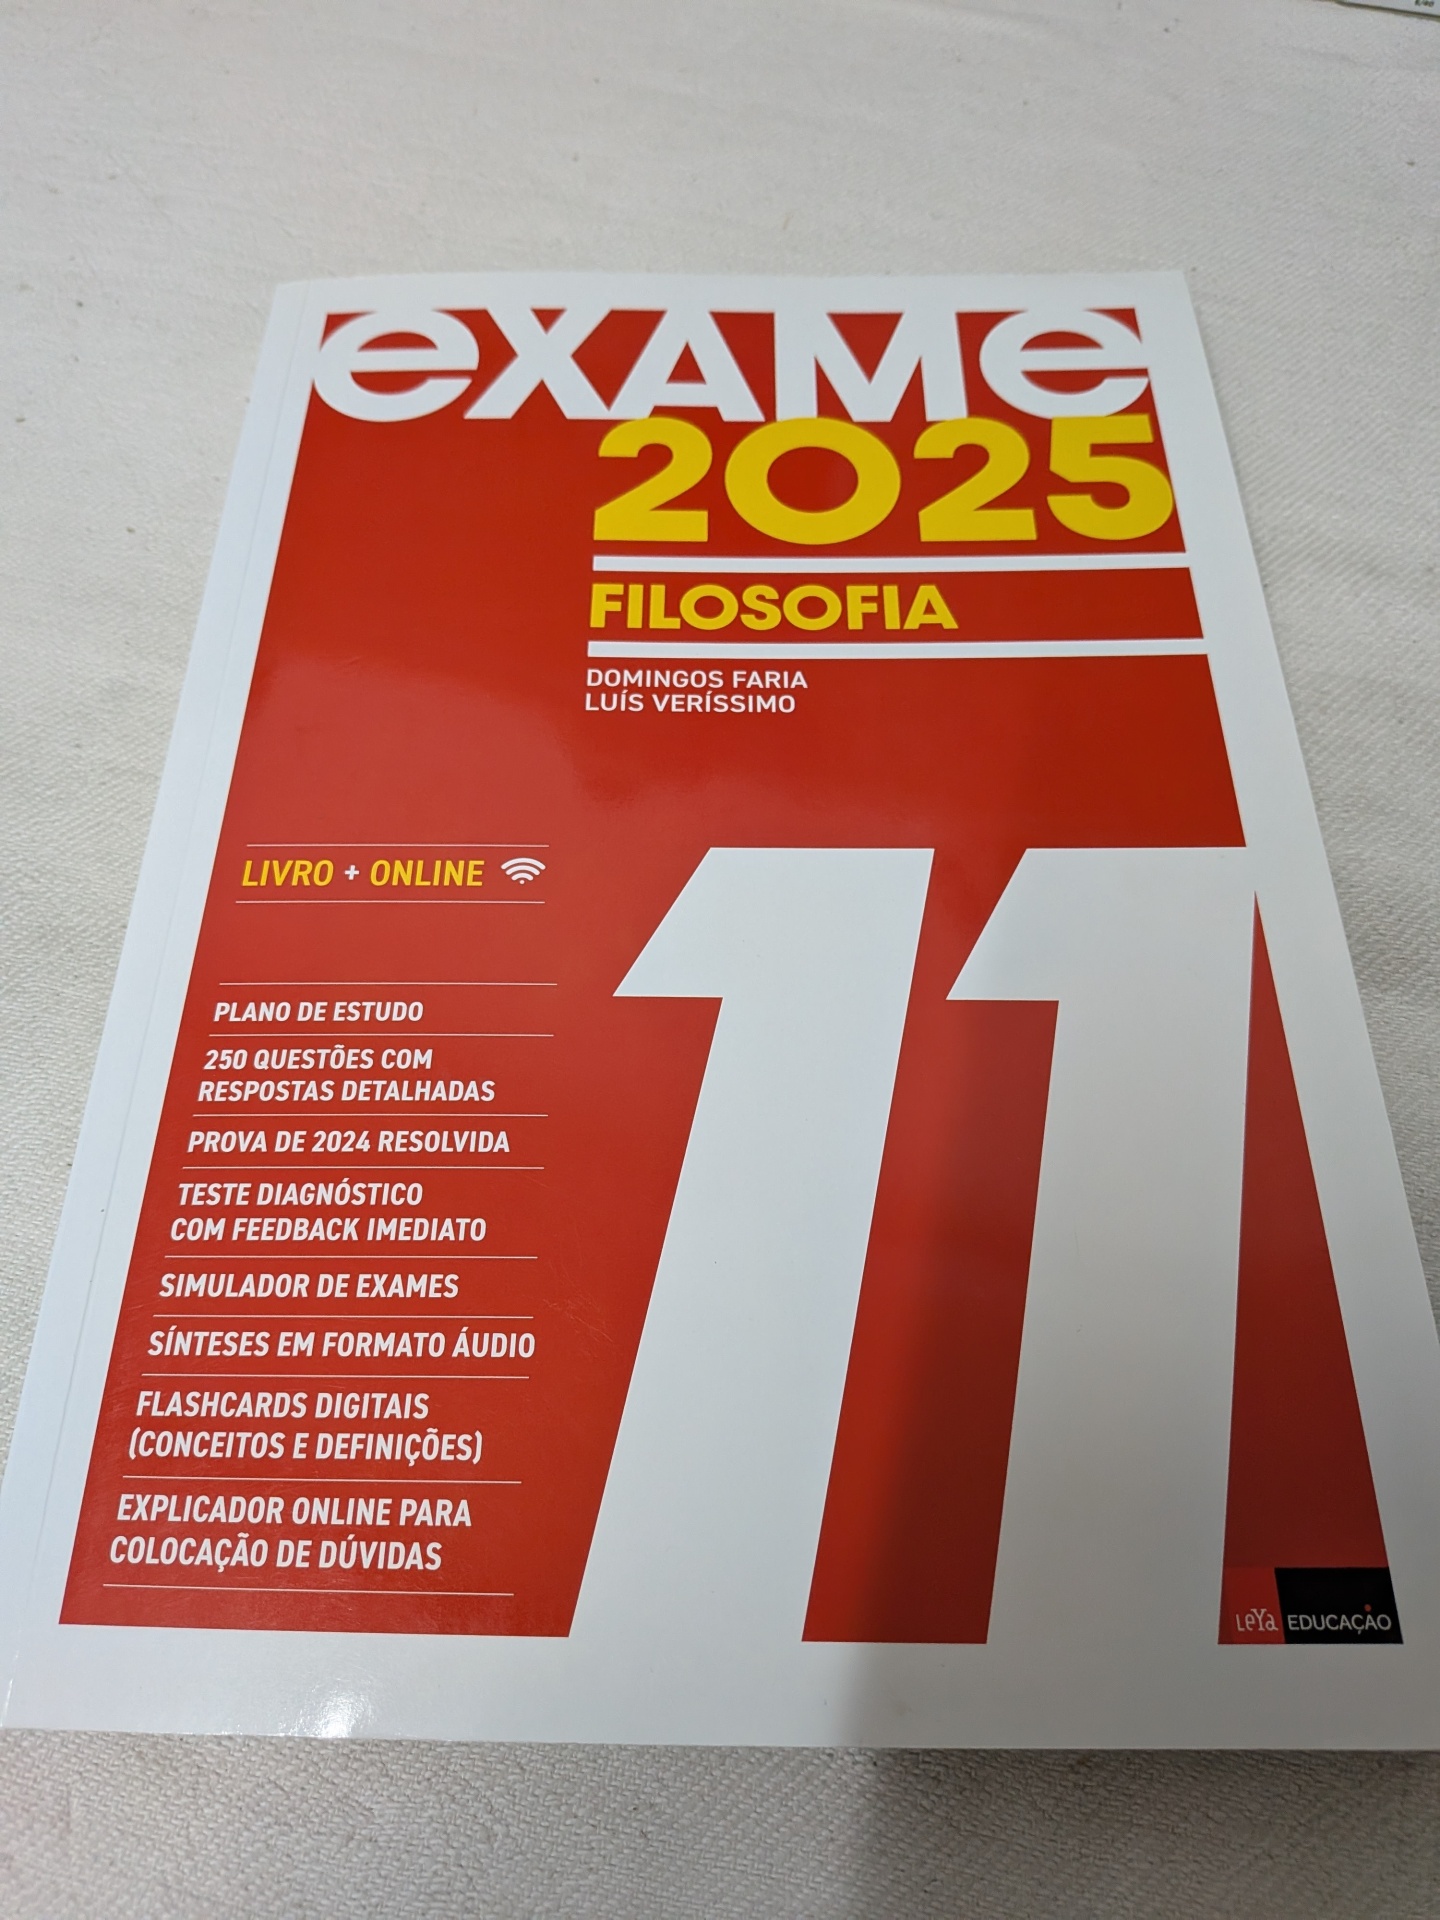 exame
2025
FILOSOFIA
DOMINGOS FARIA
LUÍS VERÍSSIMO
LIVRO + ONLINE
PLANO DE ESTUDO
250 QUESTÕES COM
RESPOSTAS DETALHADAS
PROVA DE 2024 RESOLVIDA
TESTE DIAGNÓSTICO
COM FEEDBACK IMEDIATO
SIMULADOR DE EXAMES
SÍNTESES EM FORMATO ÁUDIO
FLASHCARDS DIGITAIS
(CONCEITOS E DEFINIÇÕES)
EXPLICADOR ONLINE PARA
COLOCAÇÃO DE DÚVIDAS
11
LeYa EDUCAÇÃO